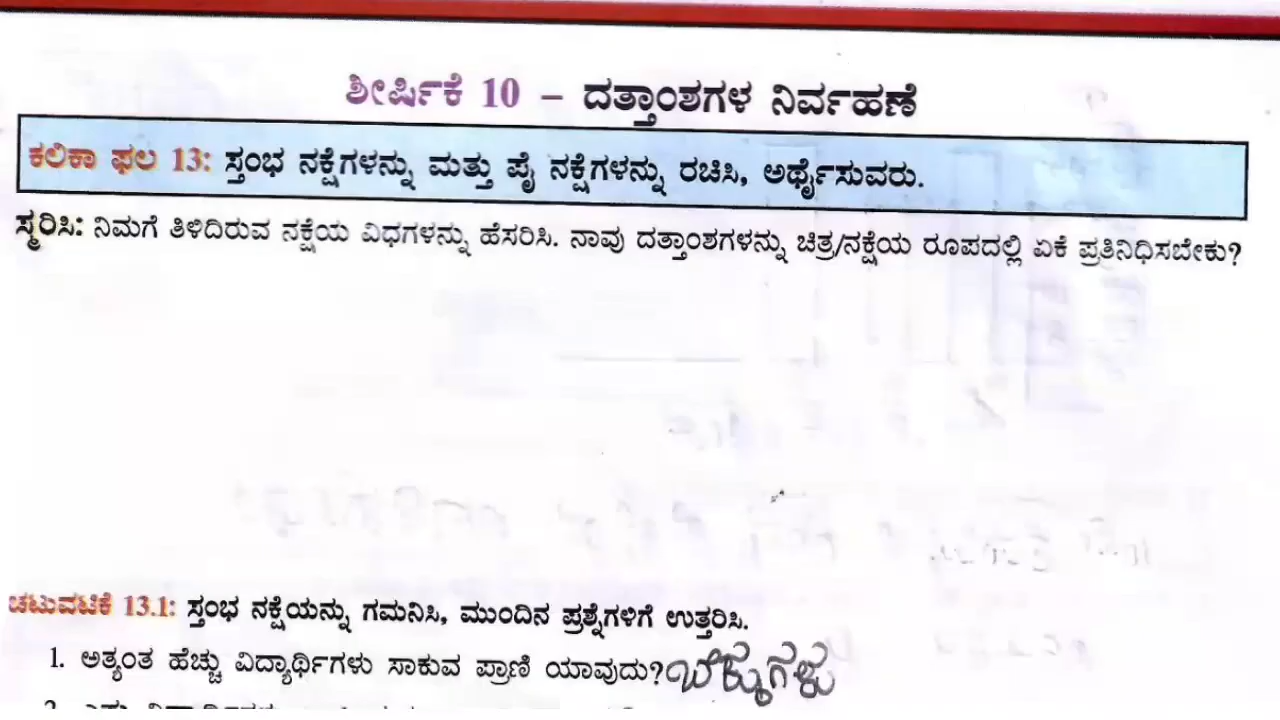 ಶೀರ್ಷಿಕೆ 10 – ದತ್ತಾಂಶಗಳ ನಿರ್ವಹಣೆ
ಕಲಿಕಾ ಫಲ 13: ಸ್ತಂಭ ನಕ್ಷೆಗಳನ್ನು ಮತ್ತು ಪೈ ನಕ್ಷೆಗಳನ್ನು ರಚಿಸಿ, ಅರ್ಥೈಸುವರು.
ಸ್ಮರಿಸಿ: ನಿಮಗೆ ತಿಳಿದಿರುವ ನಕ್ಷೆಯ ವಿಧಗಳನ್ನು ಹೆಸರಿಸಿ. ನಾವು ದತ್ತಾಂಶಗಳನ್ನು ಚಿತ್ರ/ನಕ್ಷೆಯ ರೂಪದಲ್ಲಿ ಏಕೆ ಪ್ರತಿನಿಧಿಸಬೇಕು?
ಚಟುವಟಿಕೆ 13.1: ಸ್ತಂಭ ನಕ್ಷೆಯನ್ನು ಗಮನಿಸಿ, ಮುಂದಿನ ಪ್ರಶ್ನೆಗಳಿಗೆ ಉತ್ತರಿಸಿ.
1. ಅತ್ಯಂತ ಹೆಚ್ಚು ವಿದ್ಯಾರ್ಥಿಗಳು ಸಾಕುವ ಪ್ರಾಣಿ ಯಾವುದು? ಬೆಕ್ಕುಗಳು